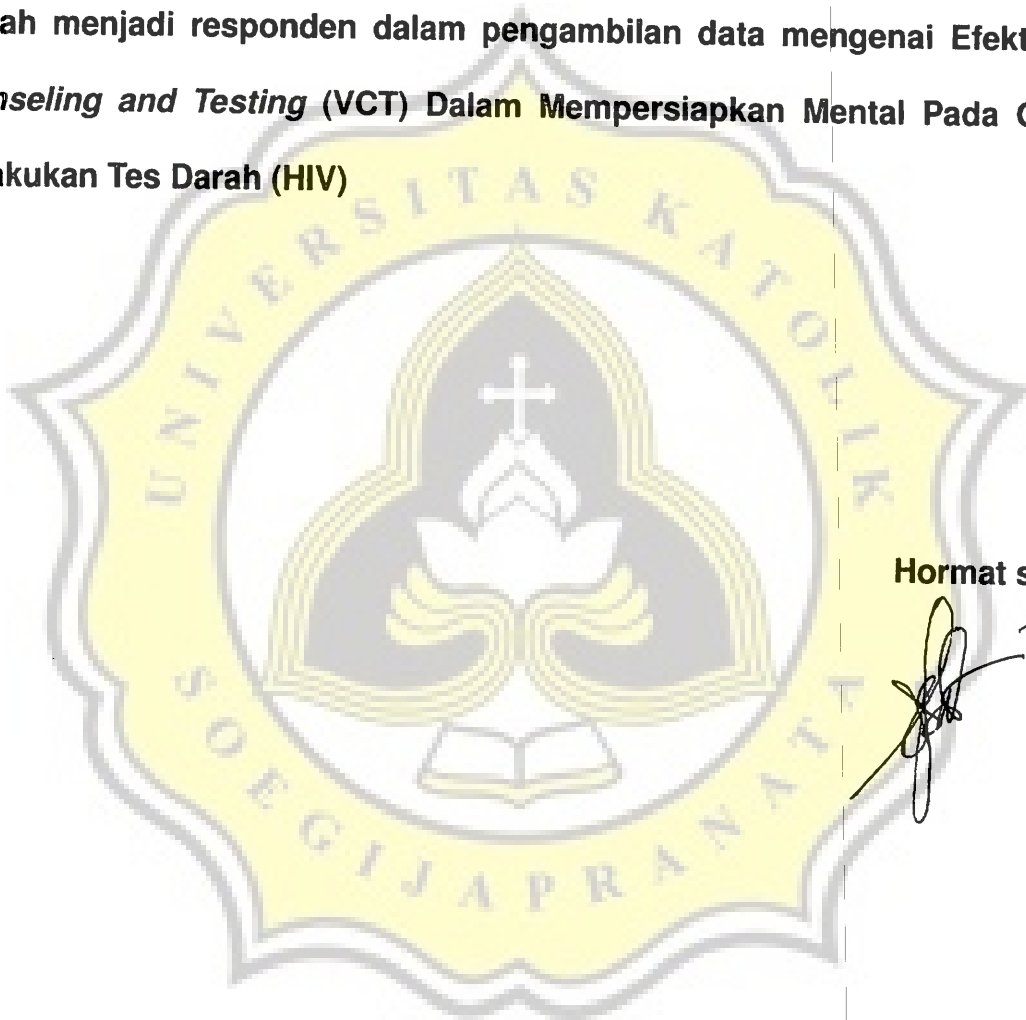 ah menjadi responden dalam pengambilan data mengenai Efekt
nseling and Testing (VCT) Dalam Mempersiapkan Mental Pada
akukan Tes Darah (HIV)
UNIVERSITAS KATOLIK
Hormat s
SOEGIJAPRANATA